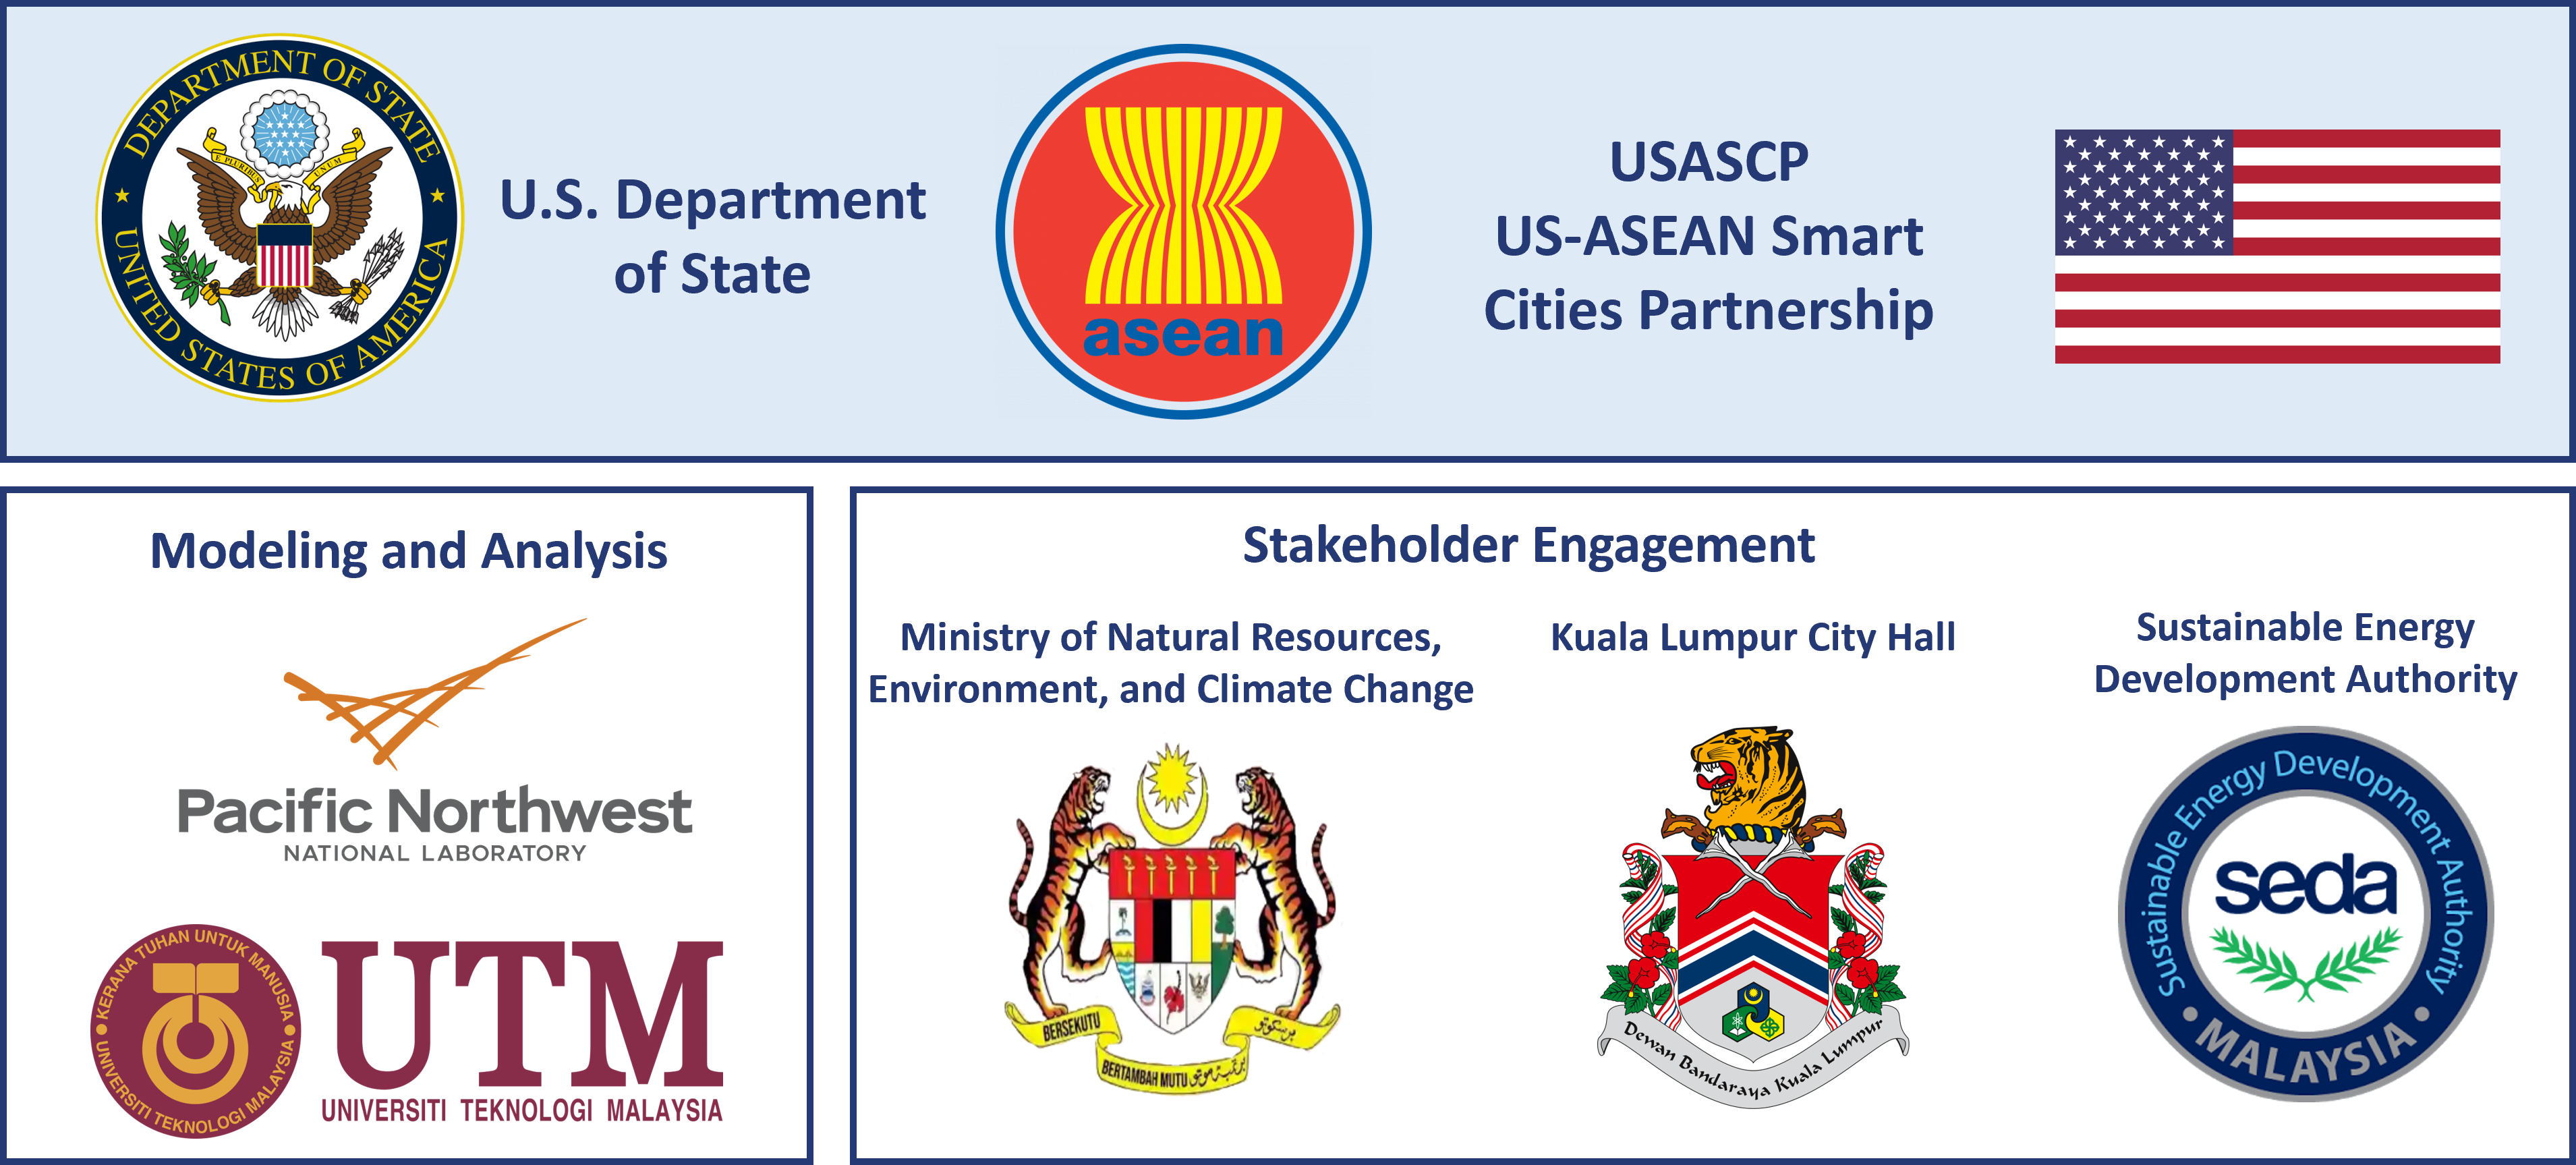 DEPARTMENT OF STATE
UNITED STATES OF AMERICA
E PLURIBUS UNUM
U.S. Department
of State
asean
USASCP
US-ASEAN Smart
Cities Partnership
Modeling and Analysis
Pacific Northwest
NATIONAL LABORATORY
KERANA TUHAN UNTUK MANUSIA
UNIVERSITI TEKNOLOGI MALAYSIA
UTM
UNIVERSITI TEKNOLOGI MALAYSIA
Stakeholder Engagement
Ministry of Natural Resources,
Environment, and Climate Change
BERSEKUTU
BERTAMBAH MUTU
Kuala Lumpur City Hall
Dewan Bandaraya Kuala Lumpur
Sustainable Energy
Development Authority
Sustainable Energy Development Authority
seda
• MALAYSIA •